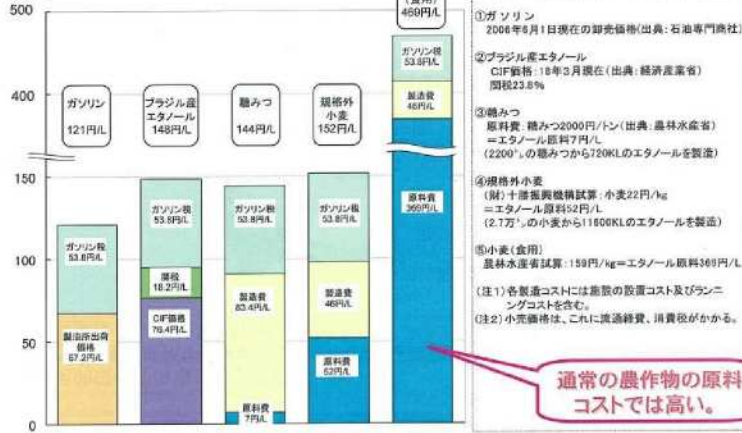 500
400
150
100
50
0
ガソリン
121円/L
ブラジル産
エタノール
148円/L
糖みつ
144円/L
規格外
小麦
152円/L
(食用)
469円/L
ガソリン税
53.8円/L
製油所出荷
価格
67.2円/L
ガソリン税
53.8円/L
関税
18.2円/L
CIF価格
76.4円/L
ガソリン税
53.8円/L
製造費
83.4円/L
原料費
7円/L
ガソリン税
53.8円/L
製造費
46円/L
原料費
52円/L
ガソリン税
53.8円/L
製造費
46円/L
原料費
369円/L
①ガソリン
2006年6月1日現在の卸売価格(出典:石油専門商社)
②ブラジル産エタノール
CIF価格:18年3月現在(出典:経済産業省)
関税23.8%
③糖みつ
原料費:糖みつ2000円/トン(出典:農林水産省)
=エタノール原料7円/L
(2200㌧の糖みつから720KLのエタノールを製造)
④規格外小麦
(財)十勝振興機構試算:小麦22円/kg
=エタノール原料52円/L
(2.7万㌧の小麦から11600KLのエタノールを製造)
⑤小麦(食用)
農林水産省試算:159円/kg=エタノール原料369円/L
(注1)各製造コストには施設の設置コスト及びランニ
ングコストを含む。
(注2)小売価格は、これに流通経費、消費税がかかる。
通常の農作物の原料
コストでは高い。